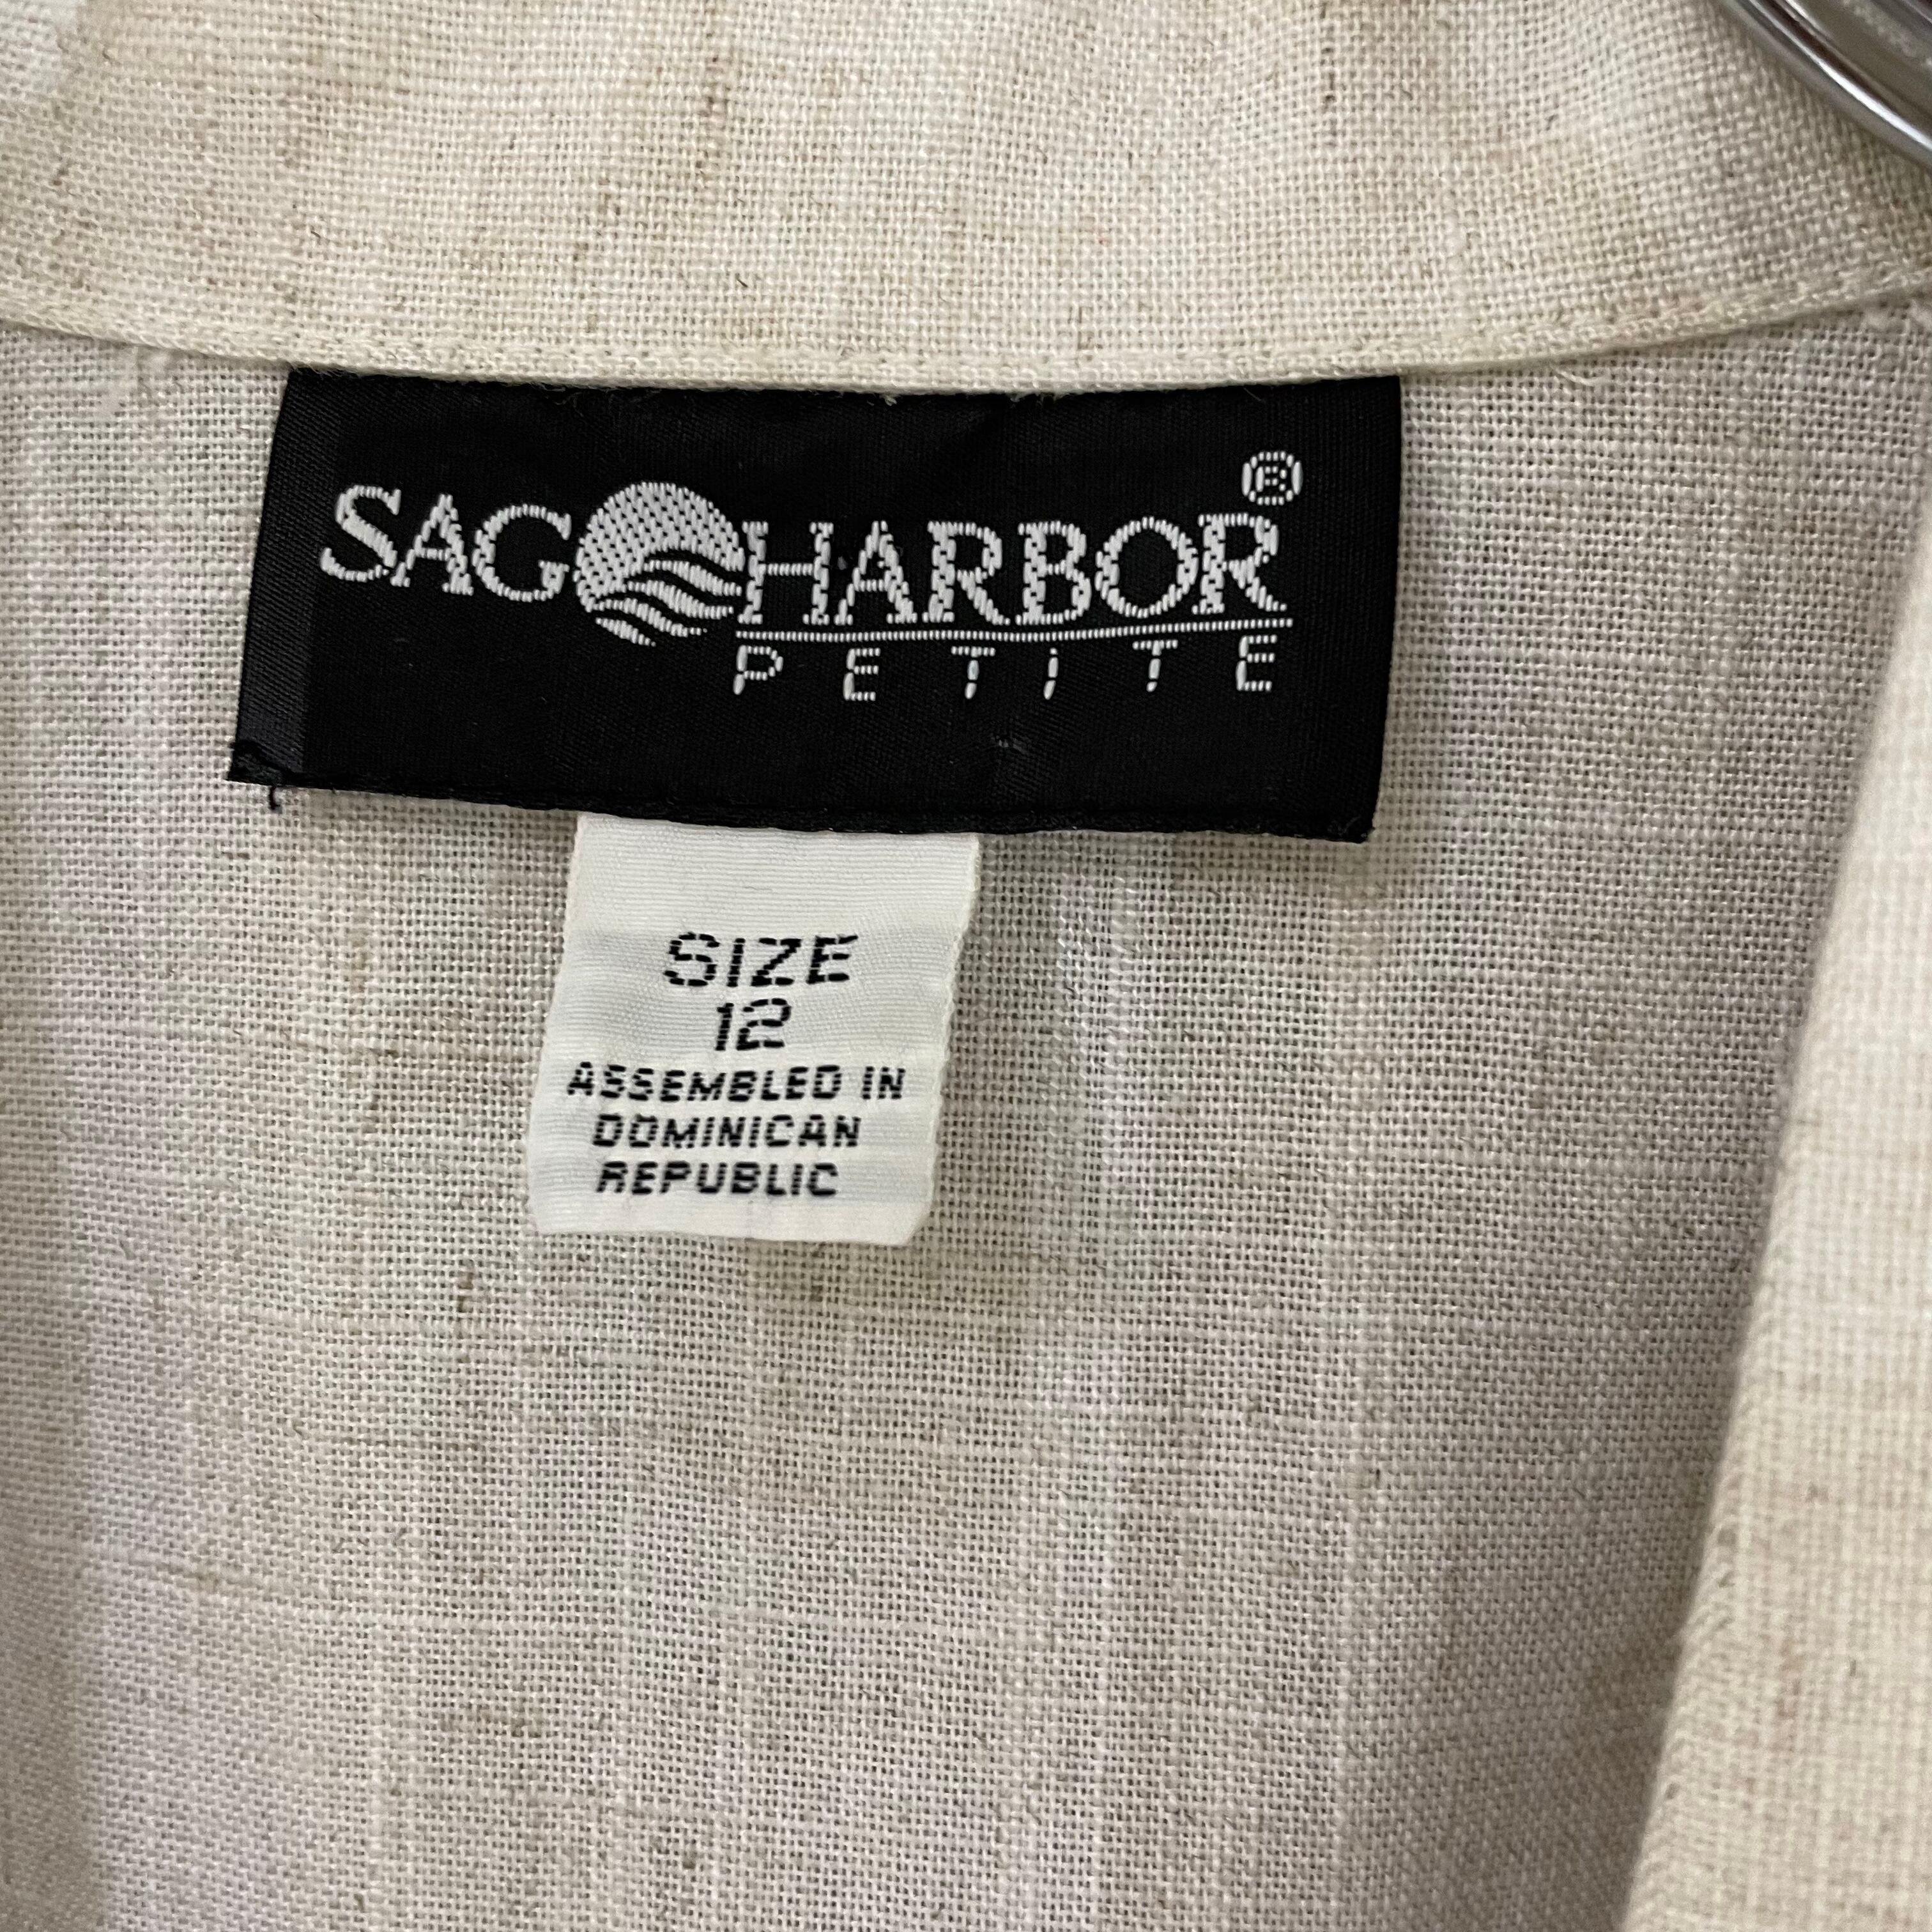 SAG HARBOR®
PETITE
SIZE
12
ASSEMBLED IN
DOMINICAN
REPUBLIC